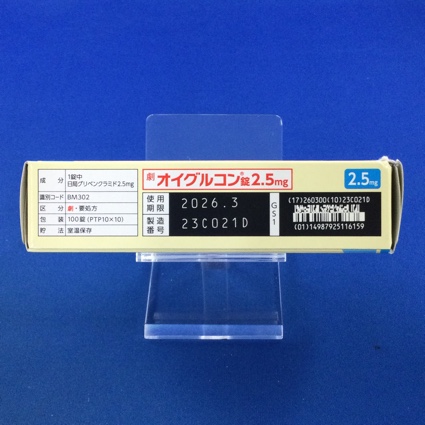 成分 1錠中
日局グリベンクラミド2.5mg
識別コード BM302
区分 劇・要処方
包装 100錠(PTP10×10)
貯法 室温保存
劇 オイグルコン®錠2.5mg
使用期限 2026.3
製造番号 23C021D
GS1
2.5mg
(17)260300(10)23C021D
(01)14987925116159